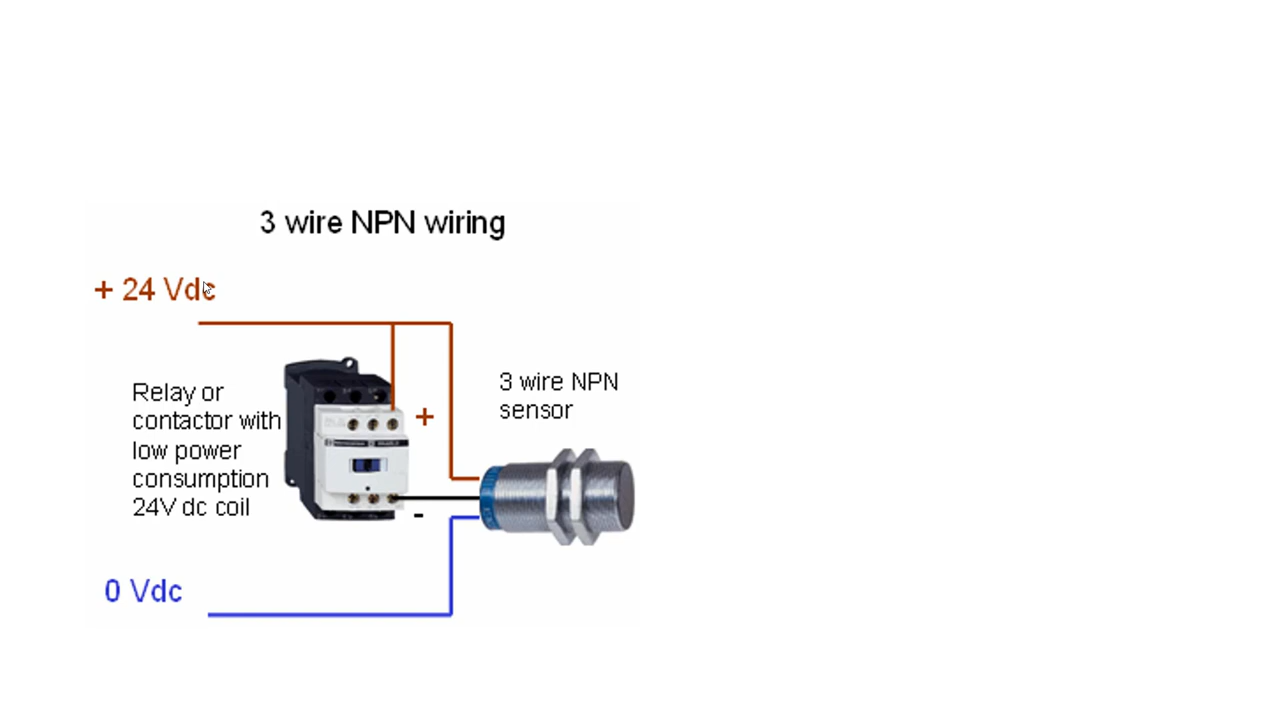 3 wire NPN wiring
+ 24 Vdc
Relay or
contactor with
low power
consumption
24V dc coil
+
-
3 wire NPN
sensor
0 Vdc